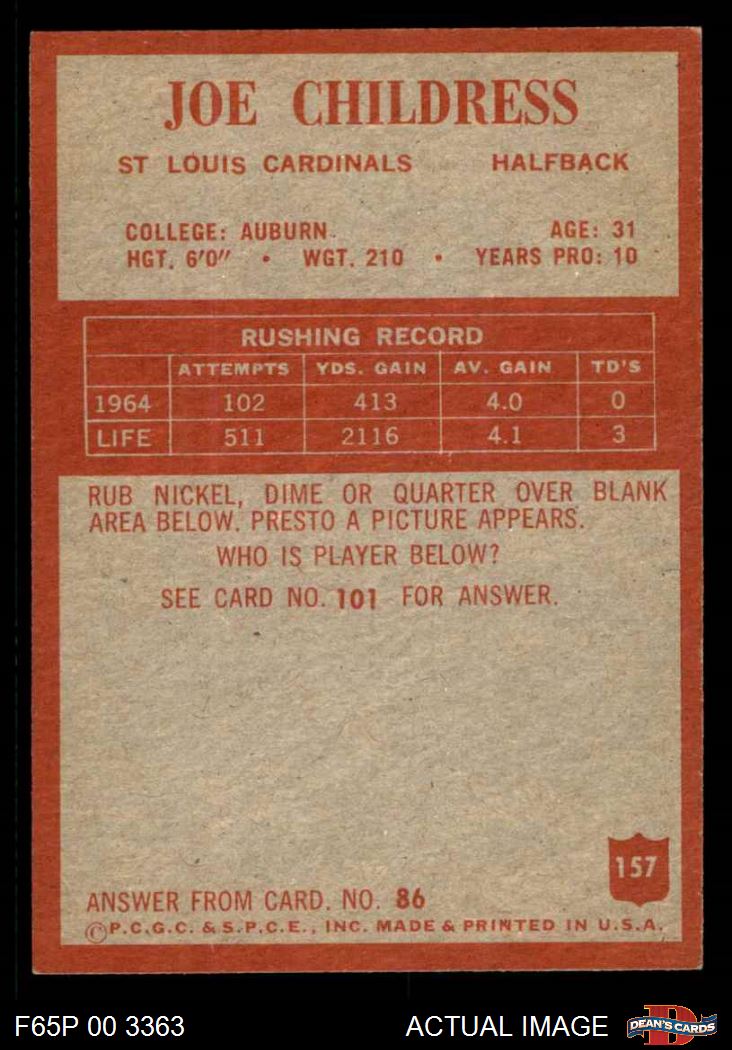 JOE CHILDRESS
ST LOUIS CARDINALS HALFBACK
COLLEGE: AUBURN. AGE: 31
HGT. 6'0" • WGT. 210 • YEARS PRO: 10
RUSHING RECORD
ATTEMPTS YDS. GAIN AV. GAIN TD'S
1964 102 413 4.0 0
LIFE 511 2116 4.1 3
RUB NICKEL, DIME OR QUARTER OVER BLANK
AREA BELOW. PRESTO A PICTURE APPEARS.
WHO IS PLAYER BELOW?
SEE CARD NO. 101 FOR ANSWER.
157
ANSWER FROM CARD. NO. 86
©P.C.G.C. & S.P.C.E., INC. MADE & PRINTED IN U.S.A.
F65P 00 3363 ACTUAL IMAGE D DEAN'S CARDS